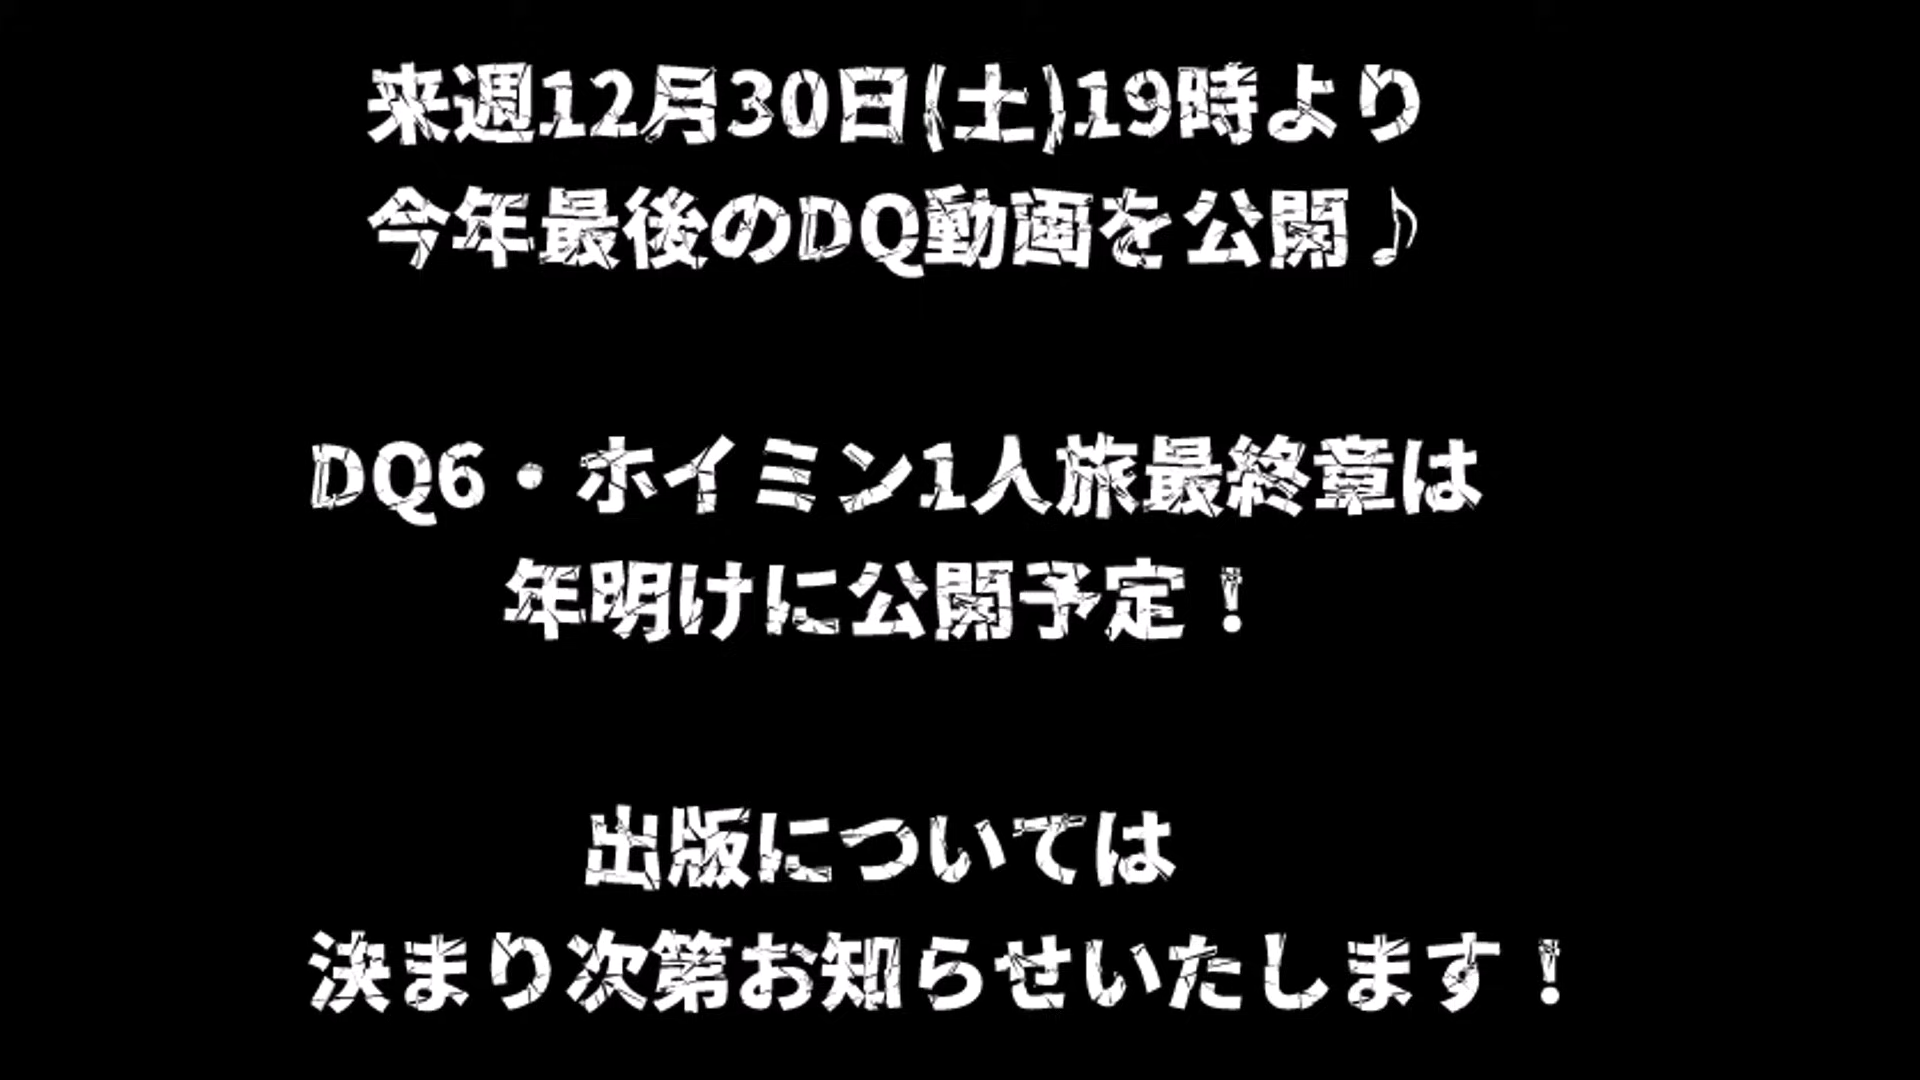 来週12月30日(土)19時より
今年最後のDQ動画を公開♪
DQ6・ホイミン1人旅最終章は
年明けに公開予定！
出版については
決まり次第お知らせいたします！